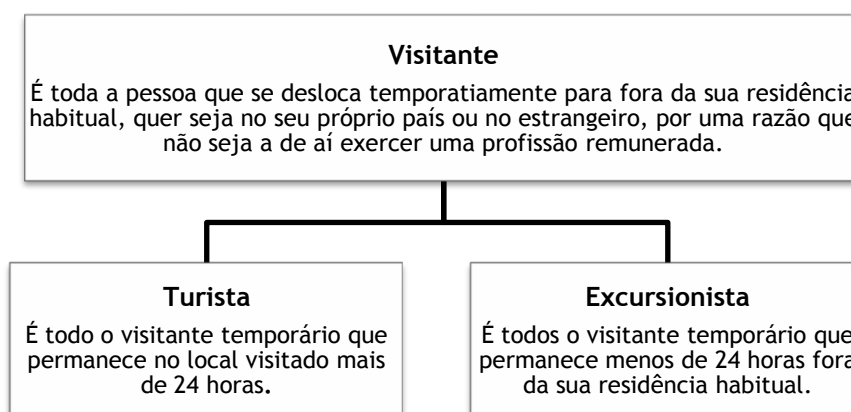 Visitante
É toda a pessoa que se desloca temporatiamente para fora da sua residência
habitual, quer seja no seu próprio país ou no estrangeiro, por uma razão que
não seja a de aí exercer uma profissão remunerada.
Turista
É todo o visitante temporário que
permanece no local visitado mais
de 24 horas.
Excursionista
É todos o visitante temporário que
permanece menos de 24 horas fora
da sua residência habitual.